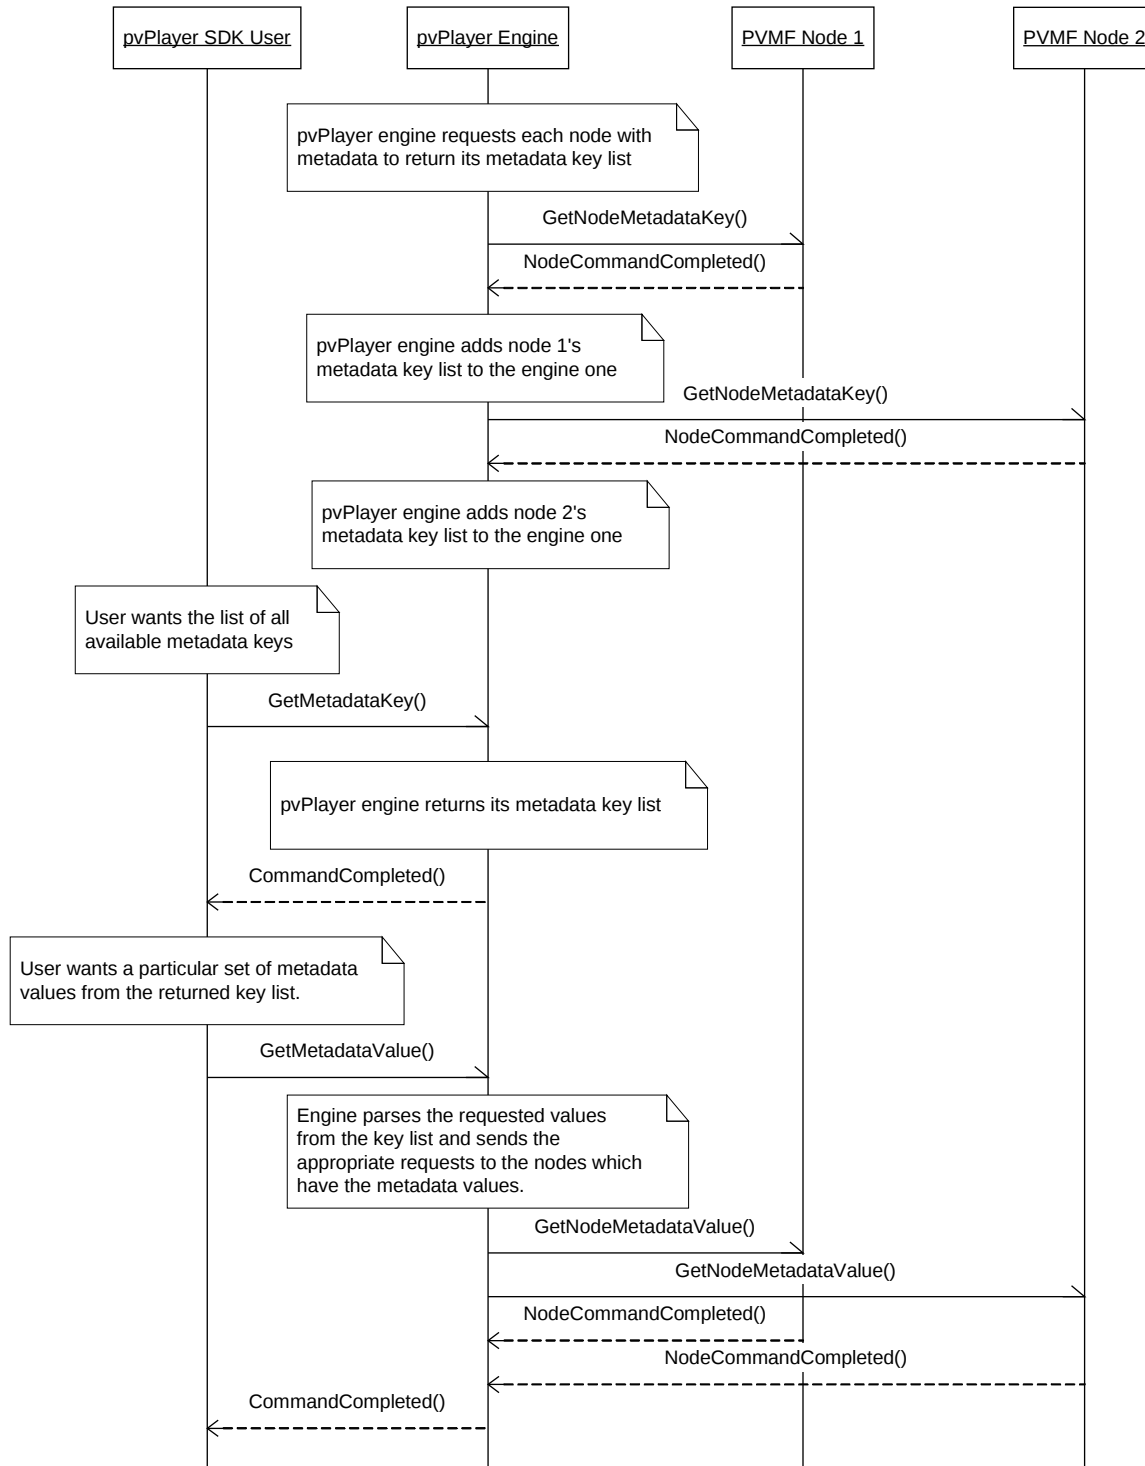 pvPlayer SDK User
pvPlayer Engine
PVMF Node 1
PVMF Node 2
pvPlayer engine requests each node with
metadata to return its metadata key list
GetNodeMetadataKey()
NodeCommandCompleted()
pvPlayer engine adds node 1's
metadata key list to the engine one
GetNodeMetadataKey()
NodeCommandCompleted()
pvPlayer engine adds node 2's
metadata key list to the engine one
User wants the list of all
available metadata keys
GetMetadataKey()
pvPlayer engine returns its metadata key list
CommandCompleted()
User wants a particular set of metadata
values from the returned key list.
GetMetadataValue()
Engine parses the requested values
from the key list and sends the
appropriate requests to the nodes which
have the metadata values.
GetNodeMetadataValue()
GetNodeMetadataValue()
NodeCommandCompleted()
NodeCommandCompleted()
CommandCompleted()